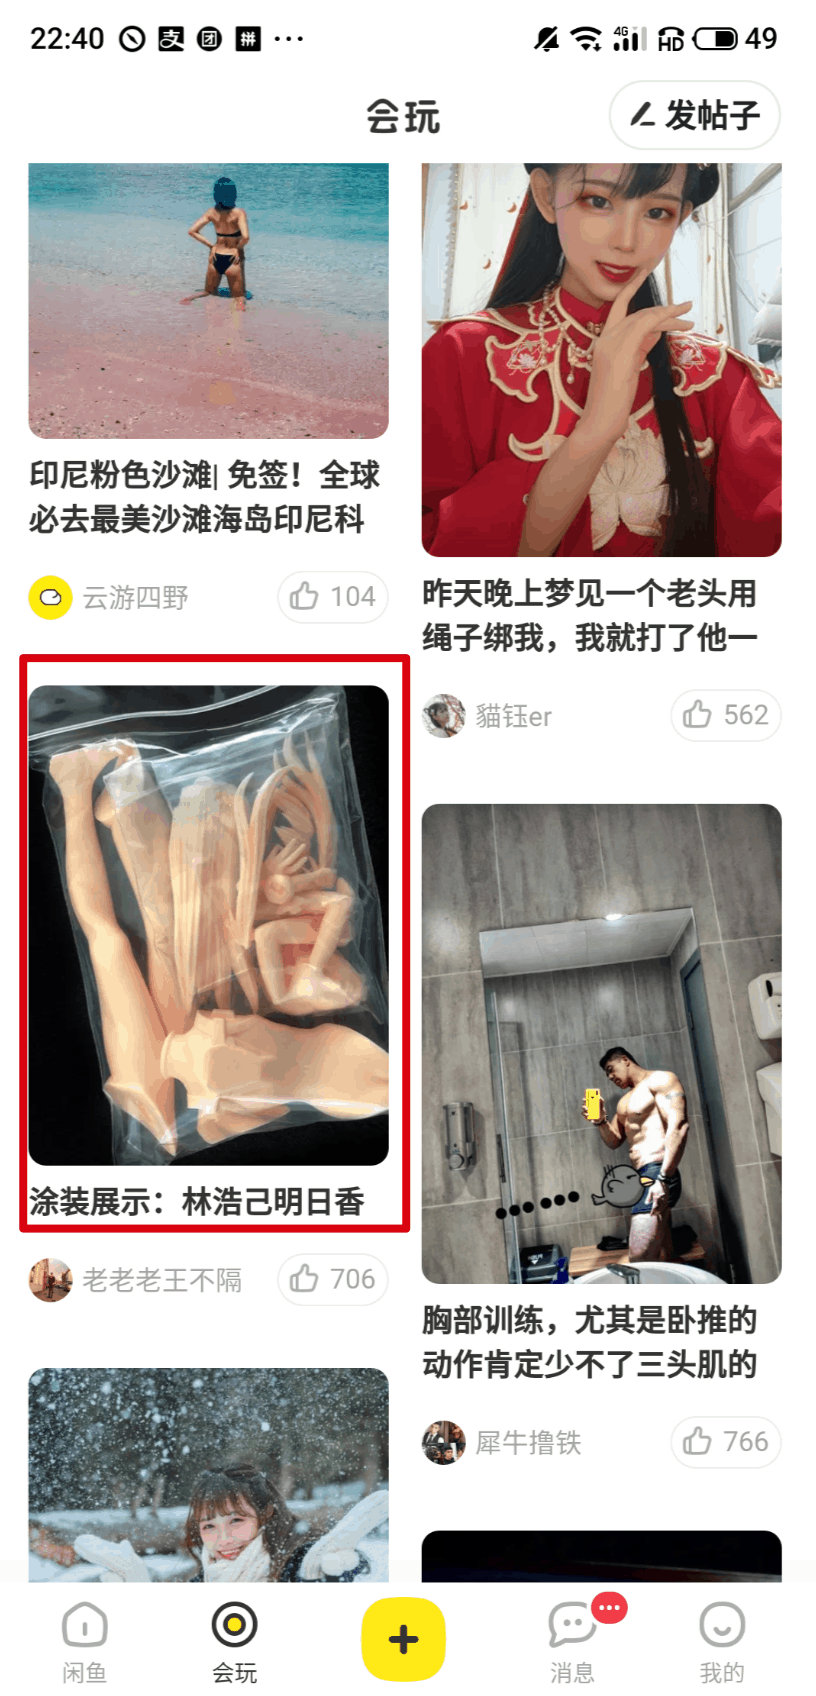 22:40 支 团 拼 ···
4G HD 49
会玩
发帖子
印尼粉色沙滩| 免签！全球
必去最美沙滩海岛印尼科
云游四野 104
昨天晚上梦见一个老头用
绳子绑我，我就打了他一
貓钰er 562
涂装展示：林浩己明日香
老老老王不隔 706
胸部训练，尤其是卧推的
动作肯定少不了三头肌的
犀牛撸铁 766
闲鱼
会玩
消息
我的